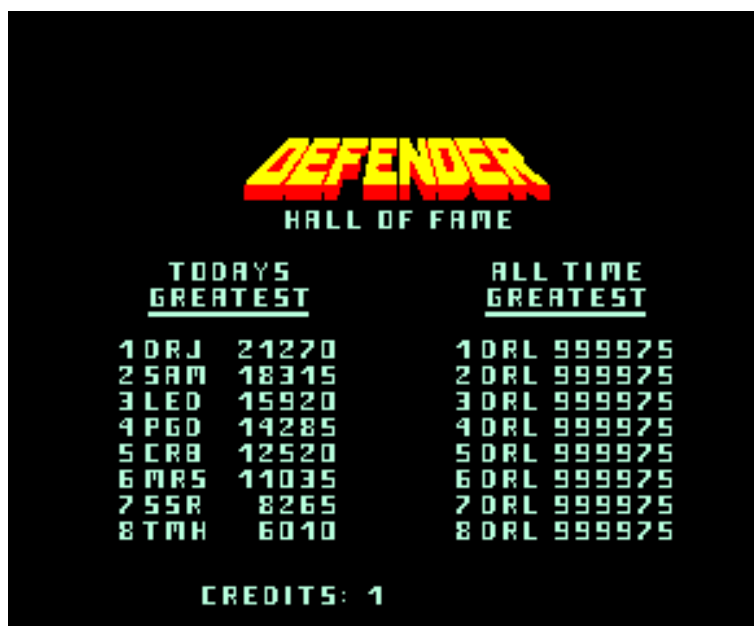 DEFENDER
HALL OF FAME
TODAYS
GREATEST
1 DRJ 21270
2 SAM 18315
3 LED 15920
4 PGD 14285
5 CRB 12520
6 MRS 11035
7 SSR 8265
8 TMH 6010
ALL TIME
GREATEST
1 DRL 999975
2 DRL 999975
3 DRL 999975
4 DRL 999975
5 DRL 999975
6 DRL 999975
7 DRL 999975
8 DRL 999975
CREDITS: 1